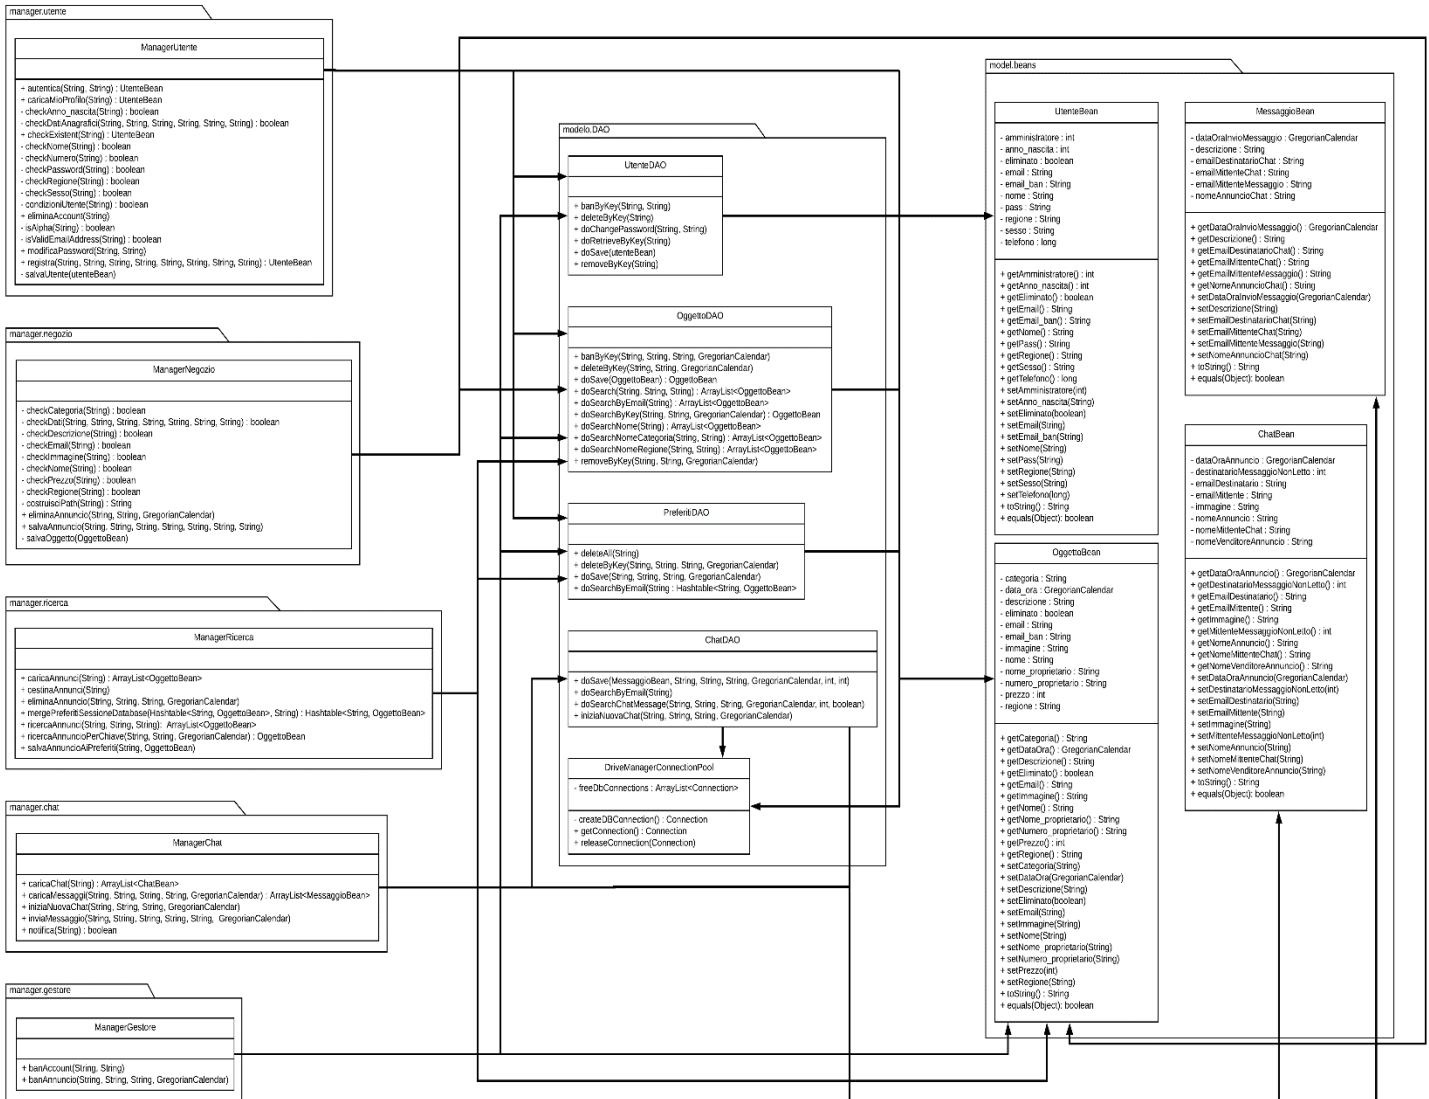 manager.utente
ManagerUtente
+ autentica(String, String) : UtenteBean
+ caricaMioProfilo(String) : UtenteBean
- checkAnno_nascita(String) : boolean
- checkDatiAnagrafici(String, String, String, String, String) : boolean
+ checkExistent(String) : UtenteBean
- checkNome(String) : boolean
- checkNumero(String) : boolean
- checkPassword(String) : boolean
- checkRegione(String) : boolean
- checkSesso(String) : boolean
- condizioniUtente(String) : boolean
+ eliminaAccount(String)
- isAlpha(String) : boolean
- isValidEmailAddress(String) : boolean
+ modificaPassword(String, String)
+ registra(String, String, String, String, String, String, String) : UtenteBean
- salvaUtente(utenteBean)
manager.negozio
ManagerNegozio
- checkCategoria(String) : boolean
- checkDati(String, String, String, String, String, String, String) : boolean
- checkDescrizione(String) : boolean
- checkEmail(String) : boolean
- checkImmagine(String) : boolean
- checkNome(String) : boolean
- checkPrezzo(String) : boolean
- checkRegione(String) : boolean
- costruisciPath(String) : String
+ eliminaAnnuncio(String, String, GregorianCalendar)
+ salvaAnnuncio(String, String, String, String, String, String, String)
- salvaOggetto(OggettoBean)
manager.ricerca
ManagerRicerca
+ caricaAnnunci(String) : ArrayList<OggettoBean>
+ cestinaAnnunci(String)
+ eliminaAnnuncio(String, String, String, GregorianCalendar)
+ mergePreferitiSessioneDatabase(Hashtable<String, OggettoBean>, String) : Hashtable<String, OggettoBean>
+ ricercaAnnunci(String, String, String): ArrayList<OggettoBean>
+ ricercaAnnuncioPerChiave(String, String, GregorianCalendar) : OggettoBean
+ salvaAnnuncioAiPreferiti(String, OggettoBean)
manager.chat
ManagerChat
+ caricaChat(String) : ArrayList<ChatBean>
+ caricaMessaggi(String, String, String, String, GregorianCalendar) : ArrayList<MessaggioBean>
+ iniziaNuovaChat(String, String, String, GregorianCalendar)
+ inviaMessaggio(String, String, String, String, String, GregorianCalendar)
+ notifica(String) : boolean
manager.gestore
ManagerGestore
+ banAccount(String, String)
+ banAnnuncio(String, String, String, GregorianCalendar)
modelo.DAO
UtenteDAO
+ banByKey(String, String)
+ deleteByKey(String)
+ doChangePassword(String, String)
+ doRetrieveByKey(String)
+ doSave(utenteBean)
+ removeByKey(String)
OggettoDAO
+ banByKey(String, String, String, GregorianCalendar)
+ deleteByKey(String, String, GregorianCalendar)
+ doSave(OggettoBean) : OggettoBean
+ doSearch(String, String, String) : ArrayList<OggettoBean>
+ doSearchByEmail(String) : ArrayList<OggettoBean>
+ doSearchByKey(String, String, GregorianCalendar) : OggettoBean
+ doSearchNome(String) : ArrayList<OggettoBean>
+ doSearchNomeCategoria(String, String) : ArrayList<OggettoBean>
+ doSearchNomeRegione(String, String) : ArrayList<OggettoBean>
+ removeByKey(String, String, GregorianCalendar)
PreferitiDAO
+ deleteAll(String)
+ deleteByKey(String, String, String, GregorianCalendar)
+ doSave(String, String, String, GregorianCalendar)
+ doSearchByEmail(String : Hashtable<String, OggettoBean>)
ChatDAO
+ doSave(MessaggioBean, String, String, String, GregorianCalendar, int, int)
+ doSearchByEmail(String)
+ doSearchChatMessage(String, String, String, GregorianCalendar, int, boolean)
+ iniziaNuovaChat(String, String, String, GregorianCalendar)
DriveManagerConnectionPool
- freeDbConnections : ArrayList<Connection>
- createDBConnection() : Connection
+ getConnection() : Connection
+ releaseConnection(Connection)
model.beans
UtenteBean
- amministratore : int
- anno_nascita : int
- eliminato : boolean
- email : String
- email_ban : String
- nome : String
- pass : String
- regione : String
- sesso : String
- telefono : long
+ getAmministratore() : int
+ getAnno_nascita() : int
+ getEliminato() : boolean
+ getEmail() : String
+ getEmail_ban() : String
+ getNome() : String
+ getPass() : String
+ getRegione() : String
+ getSesso() : String
+ getTelefono() : long
+ setAmministratore(int)
+ setAnno_nascita(String)
+ setEliminato(boolean)
+ setEmail(String)
+ setEmail_ban(String)
+ setNome(String)
+ setPass(String)
+ setRegione(String)
+ setSesso(String)
+ setTelefono(long)
+ toString() : String
+ equals(Object): boolean
OggettoBean
- categoria : String
- data_ora : GregorianCalendar
- descrizione : String
- eliminato : boolean
- email : String
- email_ban : String
- immagine : String
- nome : String
- nome_proprietario : String
- numero_proprietario : String
- prezzo : int
- regione : String
+ getCategoria() : String
+ getDataOra() : GregorianCalendar
+ getDescrizione() : String
+ getEliminato() : boolean
+ getEmail() : String
+ getImmagine() : String
+ getNome() : String
+ getNome_proprietario() : String
+ getNumero_proprietario() : String
+ getPrezzo() : int
+ getRegione() : String
+ setCategoria(String)
+ setDataOra(GregorianCalendar)
+ setDescrizione(String)
+ setEliminato(boolean)
+ setEmail(String)
+ setImmagine(String)
+ setNome(String)
+ setNome_proprietario(String)
+ setNumero_proprietario(String)
+ setPrezzo(int)
+ setRegione(String)
+ toString() : String
+ equals(Object): boolean
MessaggioBean
- dataOraInvioMessaggio : GregorianCalendar
- descrizione : String
- emailDestinatarioChat : String
- emailMittenteChat : String
- emailMittenteMessaggio : String
- nomeAnnuncioChat : String
+ getDataOraInvioMessaggio() : GregorianCalendar
+ getDescrizione() : String
+ getEmailDestinatarioChat() : String
+ getEmailMittenteChat() : String
+ getEmailMittenteMessaggio() : String
+ getNomeAnnuncioChat() : String
+ setDataOraInvioMessaggio(GregorianCalendar)
+ setDescrizione(String)
+ setEmailDestinatarioChat(String)
+ setEmailMittenteChat(String)
+ setEmailMittenteMessaggio(String)
+ setNomeAnnuncioChat(String)
+ toString() : String
+ equals(Object): boolean
ChatBean
- dataOraAnnuncio : GregorianCalendar
- destinatarioMessaggioNonLetto : int
- emailDestinatario : String
- emailMittente : String
- immagine : String
- nomeAnnuncio : String
- nomeMittenteChat : String
- nomeVenditoreAnnuncio : String
+ getDataOraAnnuncio() : GregorianCalendar
+ getDestinatarioMessaggioNonLetto() : int
+ getEmailDestinatario() : String
+ getEmailMittente() : String
+ getImmagine() : String
+ getMittenteMessaggioNonLetto() : int
+ getNomeAnnuncio() : String
+ getNomeMittenteChat() : String
+ getNomeVenditoreAnnuncio() : String
+ setDataOraAnnuncio(GregorianCalendar)
+ setDestinatarioMessaggioNonLetto(int)
+ setEmailDestinatario(String)
+ setEmailMittente(String)
+ setImmagine(String)
+ setMittenteMessaggioNonLetto(int)
+ setNomeAnnuncio(String)
+ setNomeMittenteChat(String)
+ setNomeVenditoreAnnuncio(String)
+ toString() : String
+ equals(Object): boolean